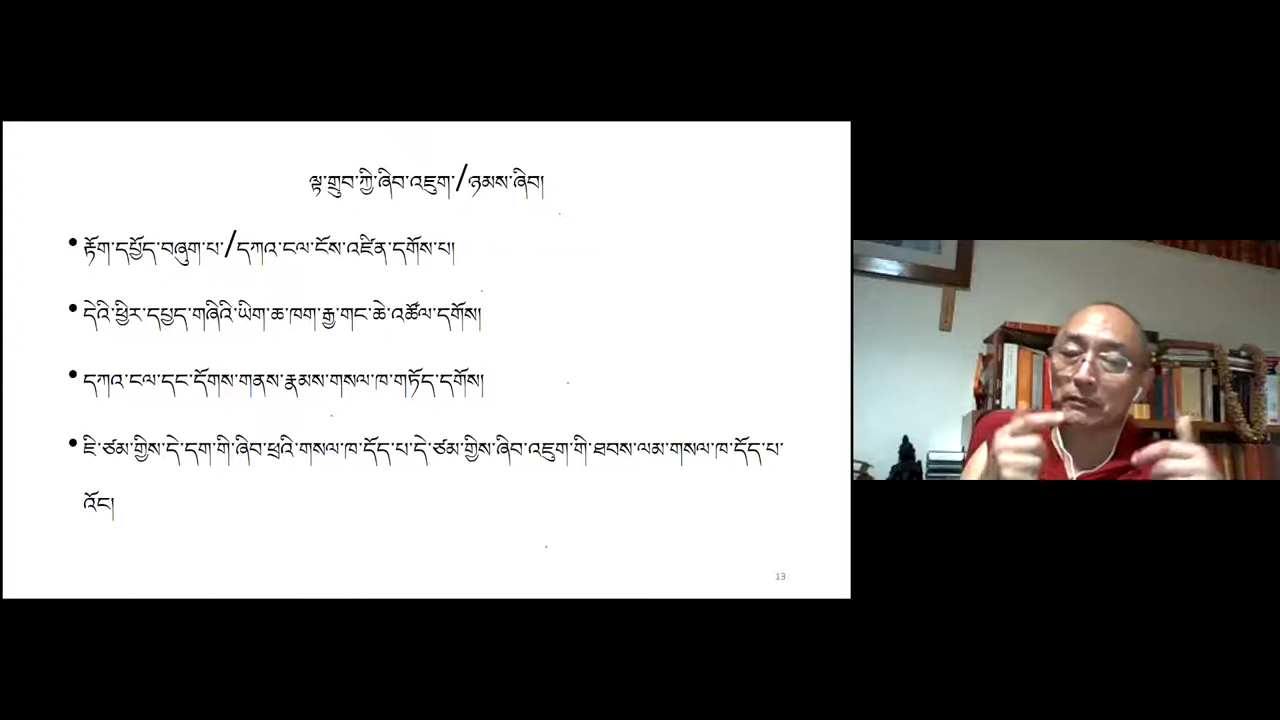 ལྟ་གྲུབ་ཀྱི་ཞིབ་འཇུག་/ཉམས་ཞིབ།
• རྟོག་དཔྱོད་བཞུག་པ་/དཀའ་ངལ་ངོས་འཛིན་དགོས་པ།
• དེའི་ཕྱིར་དཔྱད་གཞིའི་ཡིག་ཆ་ཁག་རྒྱ་གང་ཆེ་འཚོལ་དགོས།
• དཀའ་ངལ་དང་དོགས་གནས་རྣམས་གསལ་ཁ་གཏོད་དགོས།
• ཇི་ཙམ་གྱིས་དེ་དག་གི་ཞིབ་ཕྲའི་གསལ་ཁ་དོད་པ་དེ་ཙམ་གྱིས་ཞིབ་འཇུག་གི་ཐབས་ལམ་གསལ་ཁ་དོད་པ་
འོང།
13